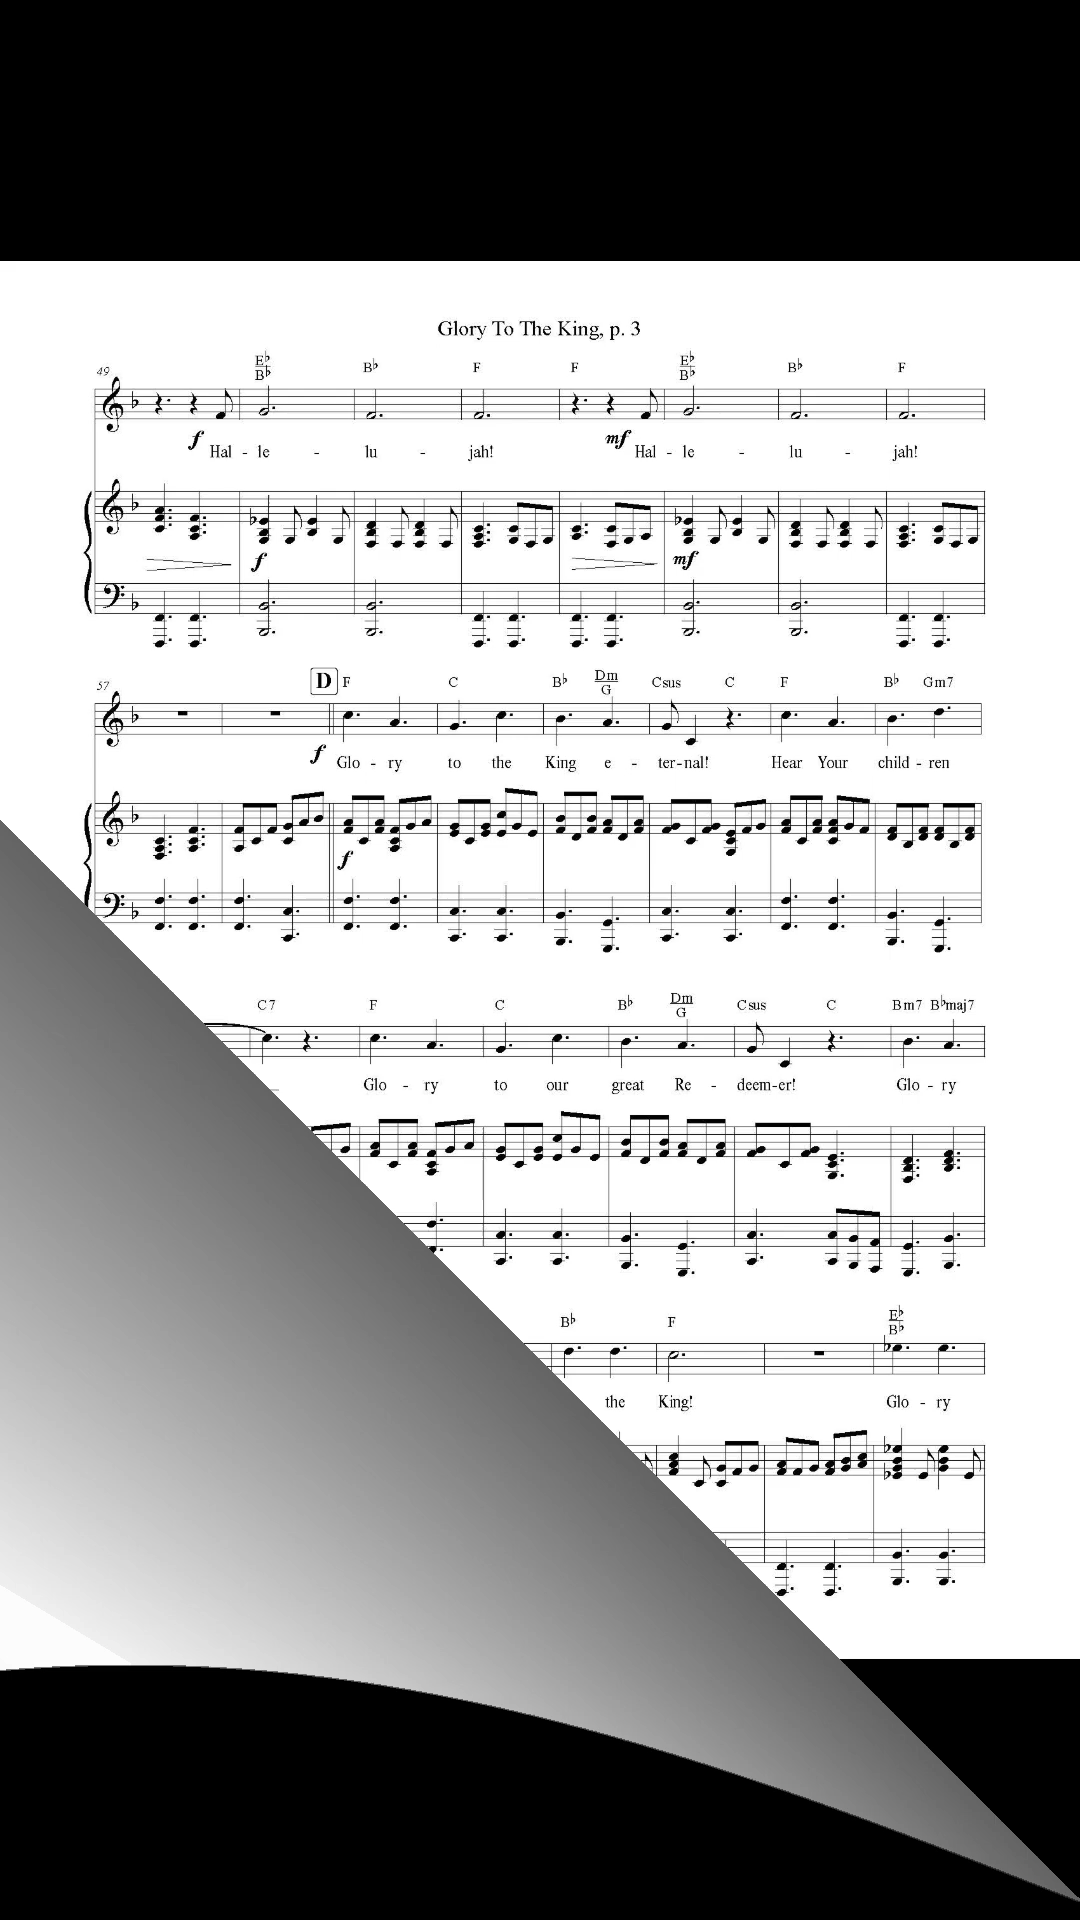 Glory To The King, p. 3
49
E♭ B♭ F F E♭ B♭ F
B♭ B♭
f mf
Hal - le - lu - jah! Hal - le - lu - jah!
f mf
57
D F C B♭ Dm Csus C F B♭ Gm7
G
f
Glo - ry to the King e - ter - nal! Hear Your child - ren
f
C7 F C B♭ Dm Csus C Bm7 B♭maj7
G
Glo - ry to our great Re - deem - er! Glo - ry
B♭ F E♭
B♭
the King! Glo - ry